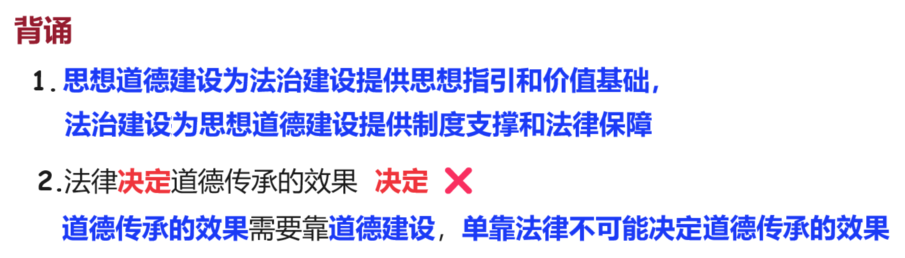 背诵
1.思想道德建设为法治建设提供思想指引和价值基础，
法治建设为思想道德建设提供制度支撑和法律保障
2.法律决定道德传承的效果 决定 ❌
道德传承的效果需要靠道德建设，单靠法律不可能决定道德传承的效果